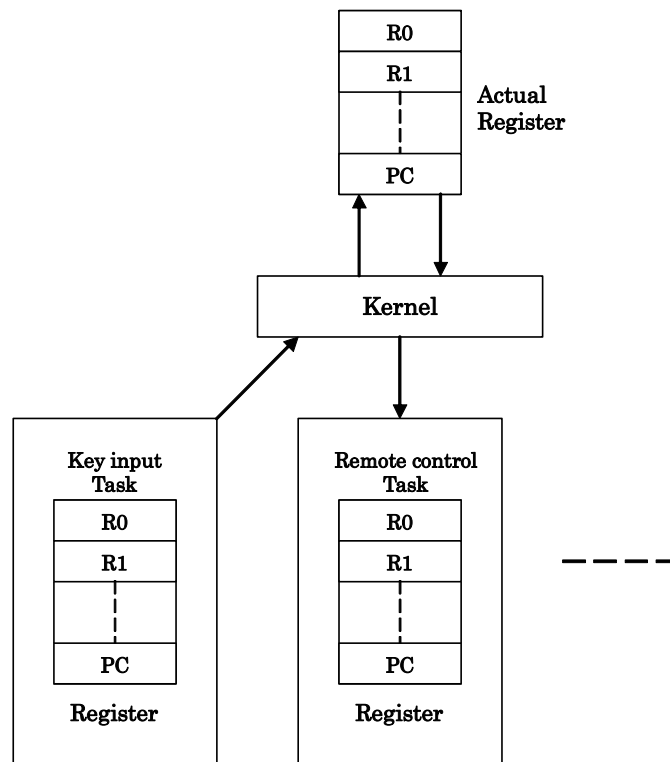 R0
R1
PC
Actual
Register
Kernel
Key input
Task
R0
R1
PC
Register
Remote control
Task
R0
R1
PC
Register